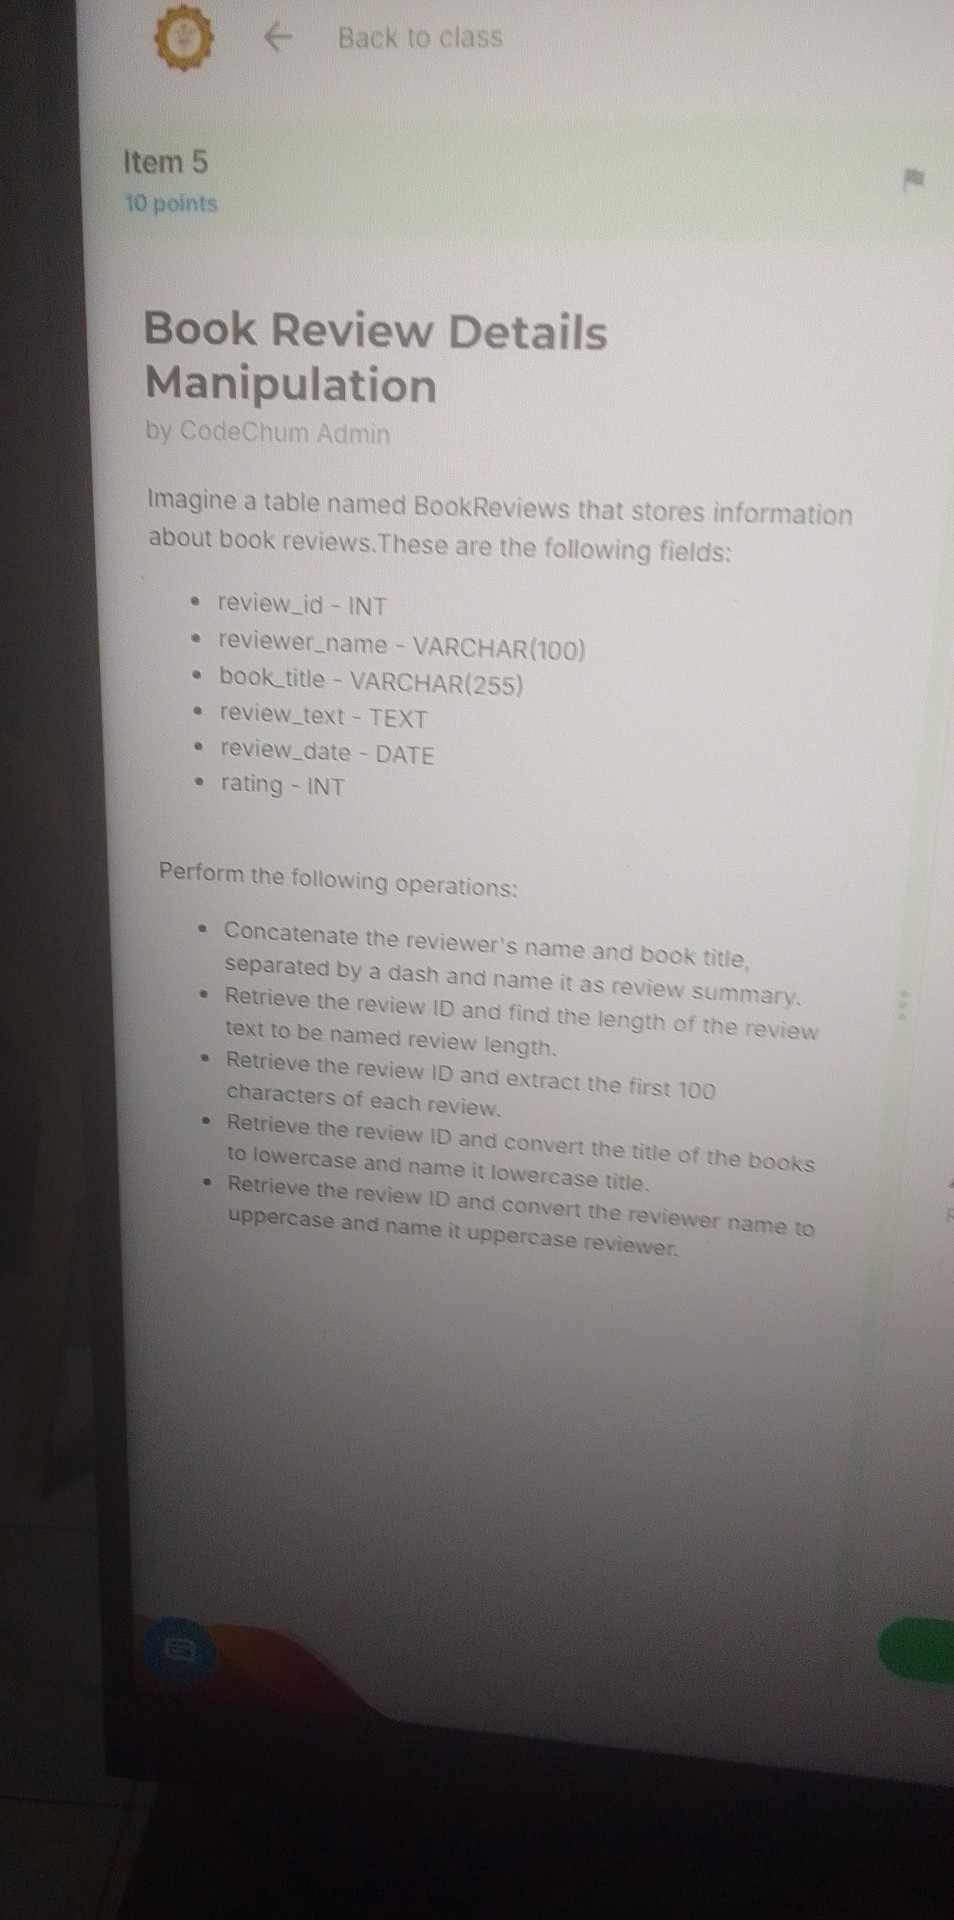 Back to class
Item 5
10 points
Book Review Details
Manipulation
by CodeChum Admin
Imagine a table named BookReviews that stores information
about book reviews.These are the following fields:
• review_id - INT
• reviewer_name - VARCHAR(100)
• book_title - VARCHAR(255)
• review_text - TEXT
• review_date - DATE
• rating - INT
Perform the following operations:
• Concatenate the reviewer's name and book title,
separated by a dash and name it as review summary.
• Retrieve the review ID and find the length of the review
text to be named review length.
• Retrieve the review ID and extract the first 100
characters of each review.
• Retrieve the review ID and convert the title of the books
to lowercase and name it lowercase title.
• Retrieve the review ID and convert the reviewer name to
uppercase and name it uppercase reviewer.